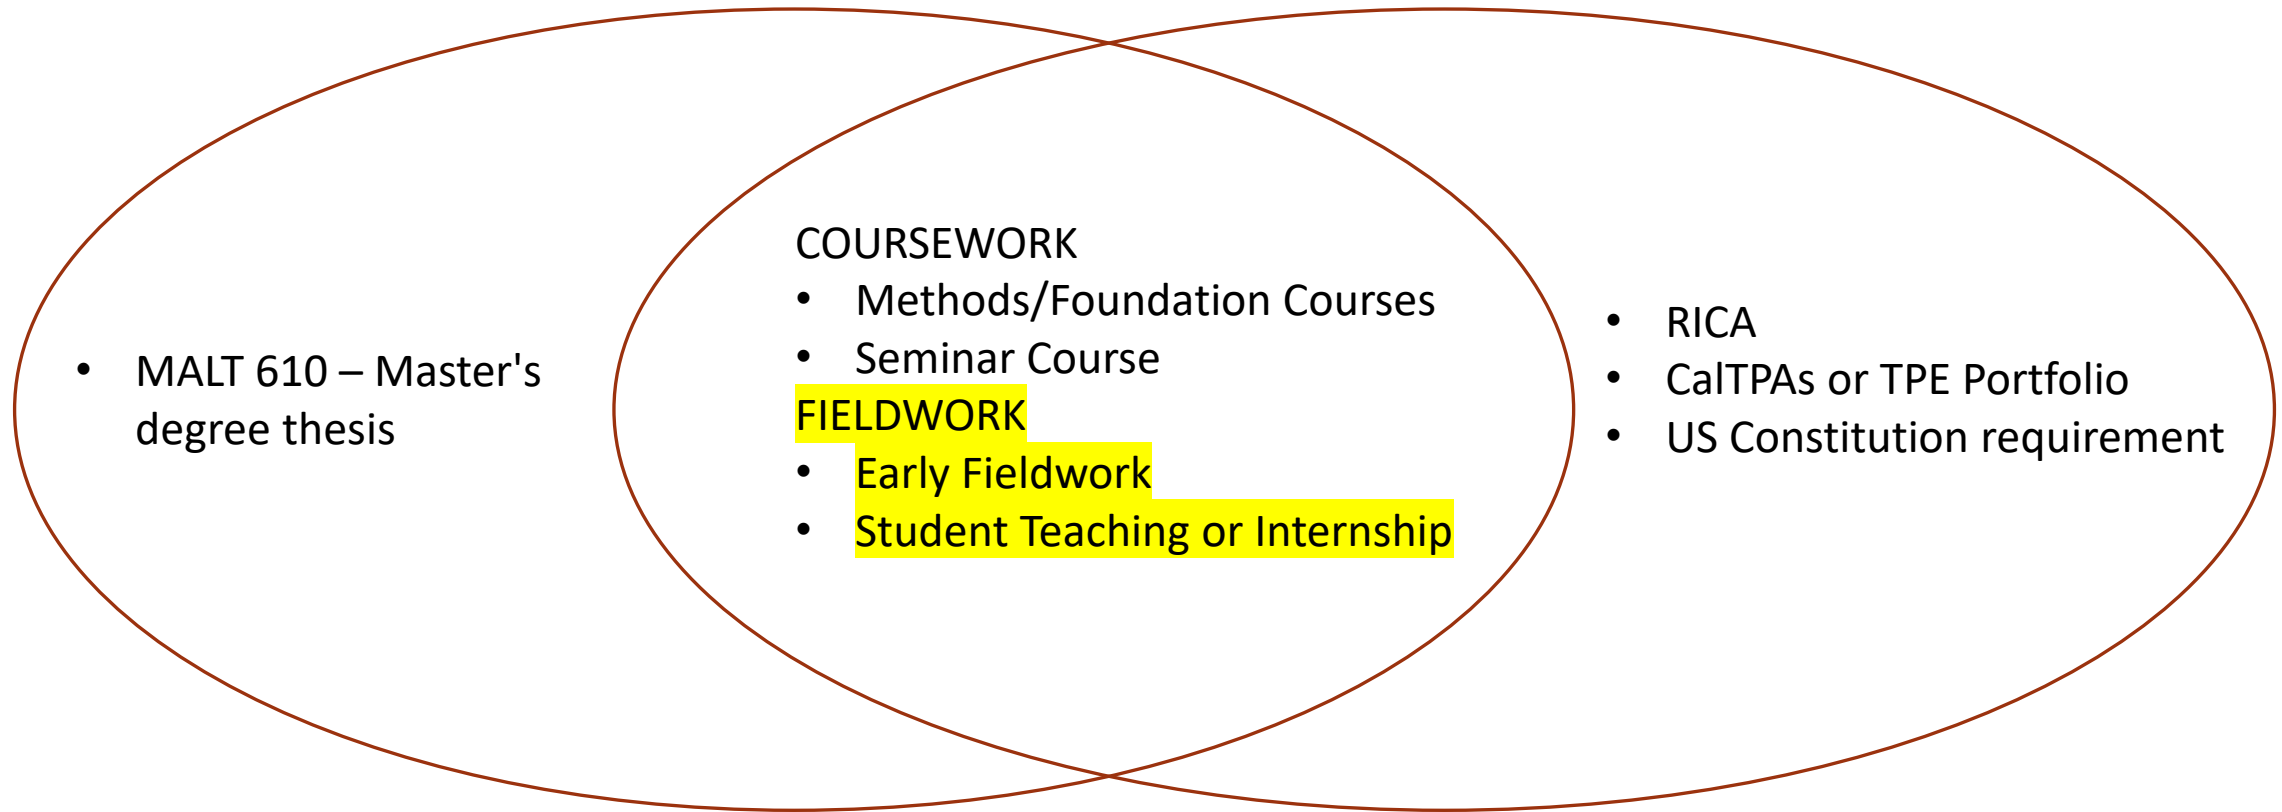 • MALT 610 – Master's
degree thesis
COURSEWORK
• Methods/Foundation Courses
• Seminar Course
FIELDWORK
• Early Fieldwork
• Student Teaching or Internship
• RICA
• CalTPAs or TPE Portfolio
• US Constitution requirement